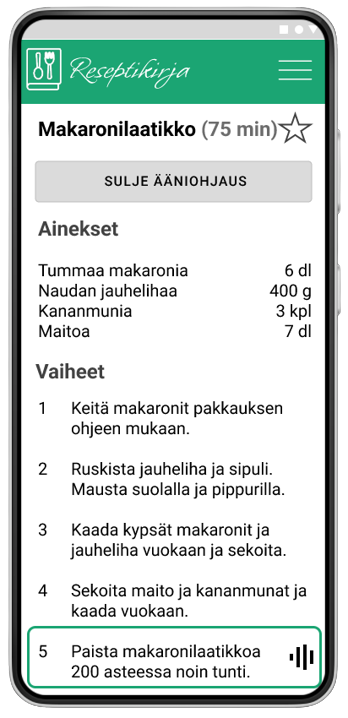 Reseptikirja
Makaronilaatikko (75 min)
SULJE ÄÄNIOHJAUS
Ainekset
Tummaa makaronia 6 dl
Naudan jauhelihaa 400 g
Kananmunia 3 kpl
Maitoa 7 dl
Vaiheet
1 Keitä makaronit pakkauksen
ohjeen mukaan.
2 Ruskista jauheliha ja sipuli.
Mausta suolalla ja pippurilla.
3 Kaada kypsät makaronit ja
jauheliha vuokaan ja sekoita.
4 Sekoita maito ja kananmunat ja
kaada vuokaan.
5 Paista makaronilaatikkoa
200 asteessa noin tunti.